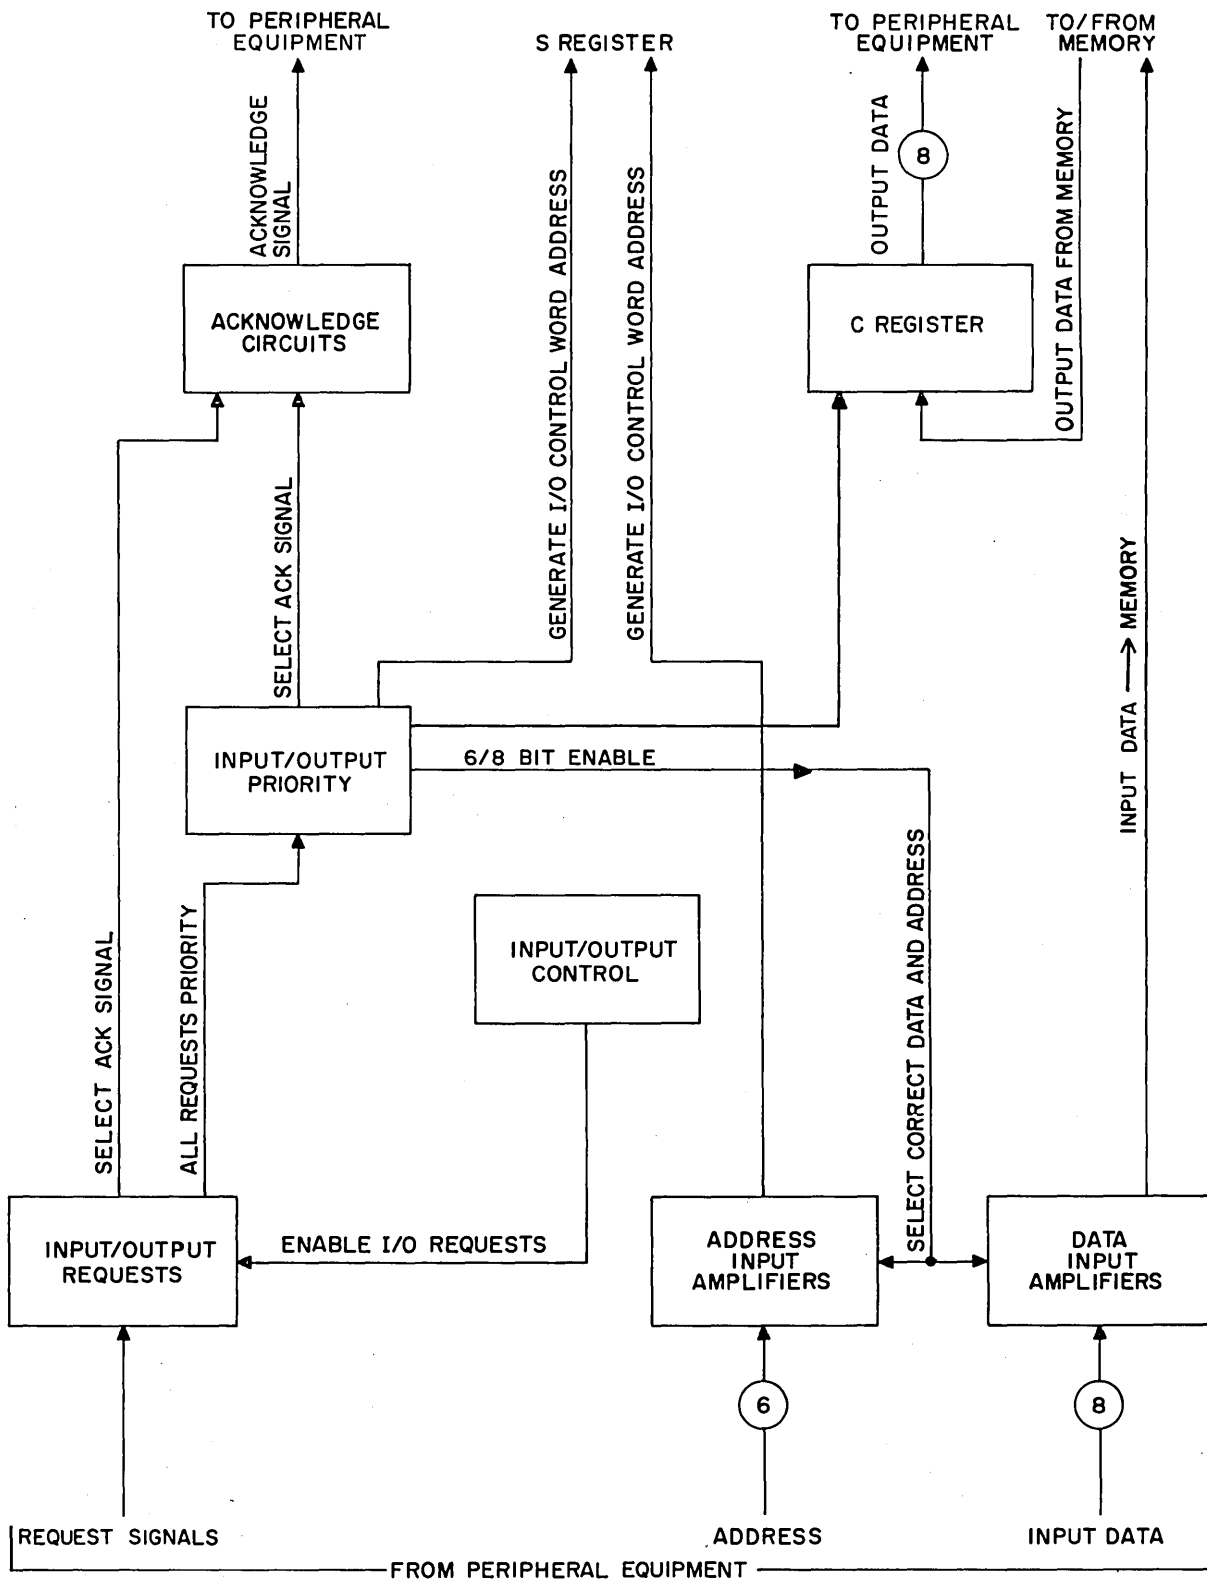 TO PERIPHERAL
EQUIPMENT
S REGISTER
TO PERIPHERAL
EQUIPMENT
TO/FROM
MEMORY
ACKNOWLEDGE
SIGNAL
GENERATE I/O CONTROL WORD ADDRESS
GENERATE I/O CONTROL WORD ADDRESS
OUTPUT DATA
8
OUTPUT DATA FROM MEMORY
ACKNOWLEDGE
CIRCUITS
C REGISTER
SELECT ACK SIGNAL
INPUT DATA → MEMORY
INPUT/OUTPUT
PRIORITY
6/8 BIT ENABLE
SELECT ACK SIGNAL
ALL REQUESTS PRIORITY
INPUT/OUTPUT
CONTROL
SELECT CORRECT DATA AND ADDRESS
INPUT/OUTPUT
REQUESTS
ENABLE I/O REQUESTS
ADDRESS
INPUT
AMPLIFIERS
DATA
INPUT
AMPLIFIERS
6
8
REQUEST SIGNALS
ADDRESS
INPUT DATA
FROM PERIPHERAL EQUIPMENT